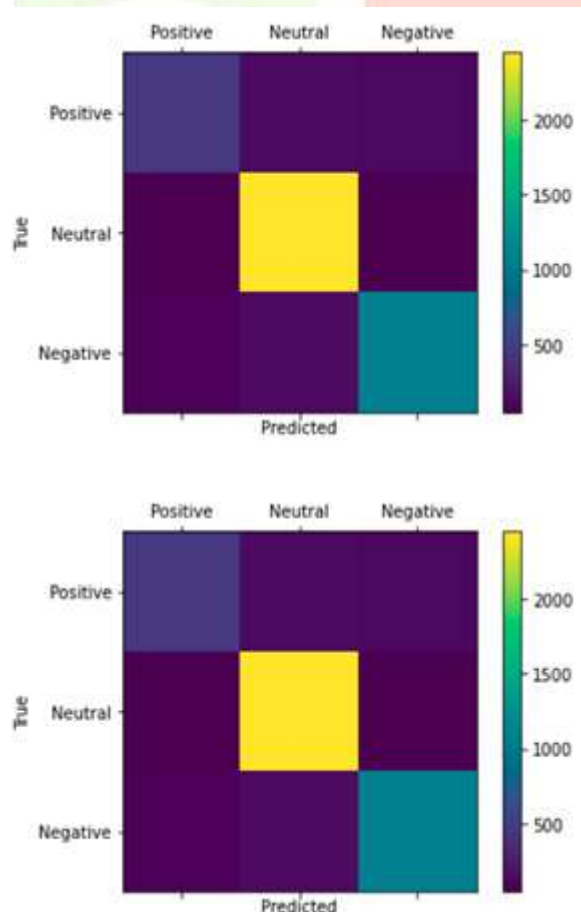 Positive Neutral Negative
Positive
2000
1500
Neutral
True
1000
Negative
500
Predicted
Positive Neutral Negative
Positive
2000
1500
Neutral
True
1000
Negative
500
Predicted